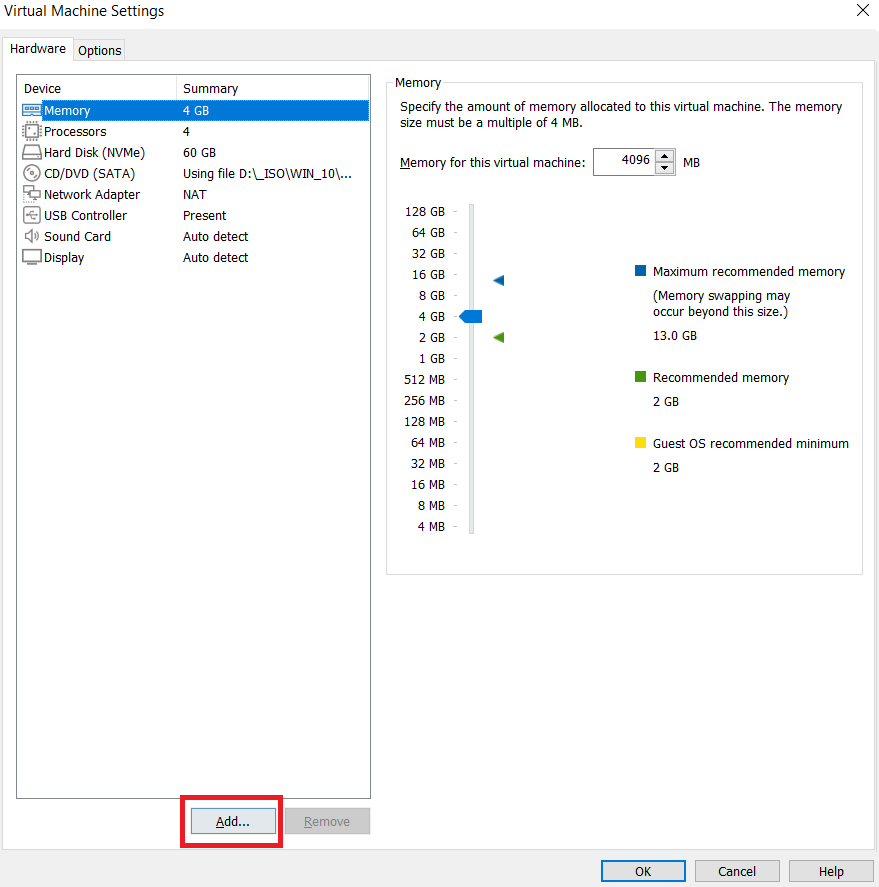 Virtual Machine Settings
Hardware Options
Device Summary
Memory 4 GB
Processors 4
Hard Disk (NVMe) 60 GB
CD/DVD (SATA) Using file D:\_ISO\WIN_10\...
Network Adapter NAT
USB Controller Present
Sound Card Auto detect
Display Auto detect
Add...
Remove
Memory
Specify the amount of memory allocated to this virtual machine. The memory
size must be a multiple of 4 MB.
Memory for this virtual machine: 4096 MB
128 GB
64 GB
32 GB
16 GB
8 GB
4 GB
2 GB
1 GB
512 MB
256 MB
128 MB
64 MB
32 MB
16 MB
8 MB
4 MB
Maximum recommended memory
(Memory swapping may
occur beyond this size.)
13.0 GB
Recommended memory
2 GB
Guest OS recommended minimum
2 GB
OK
Cancel
Help